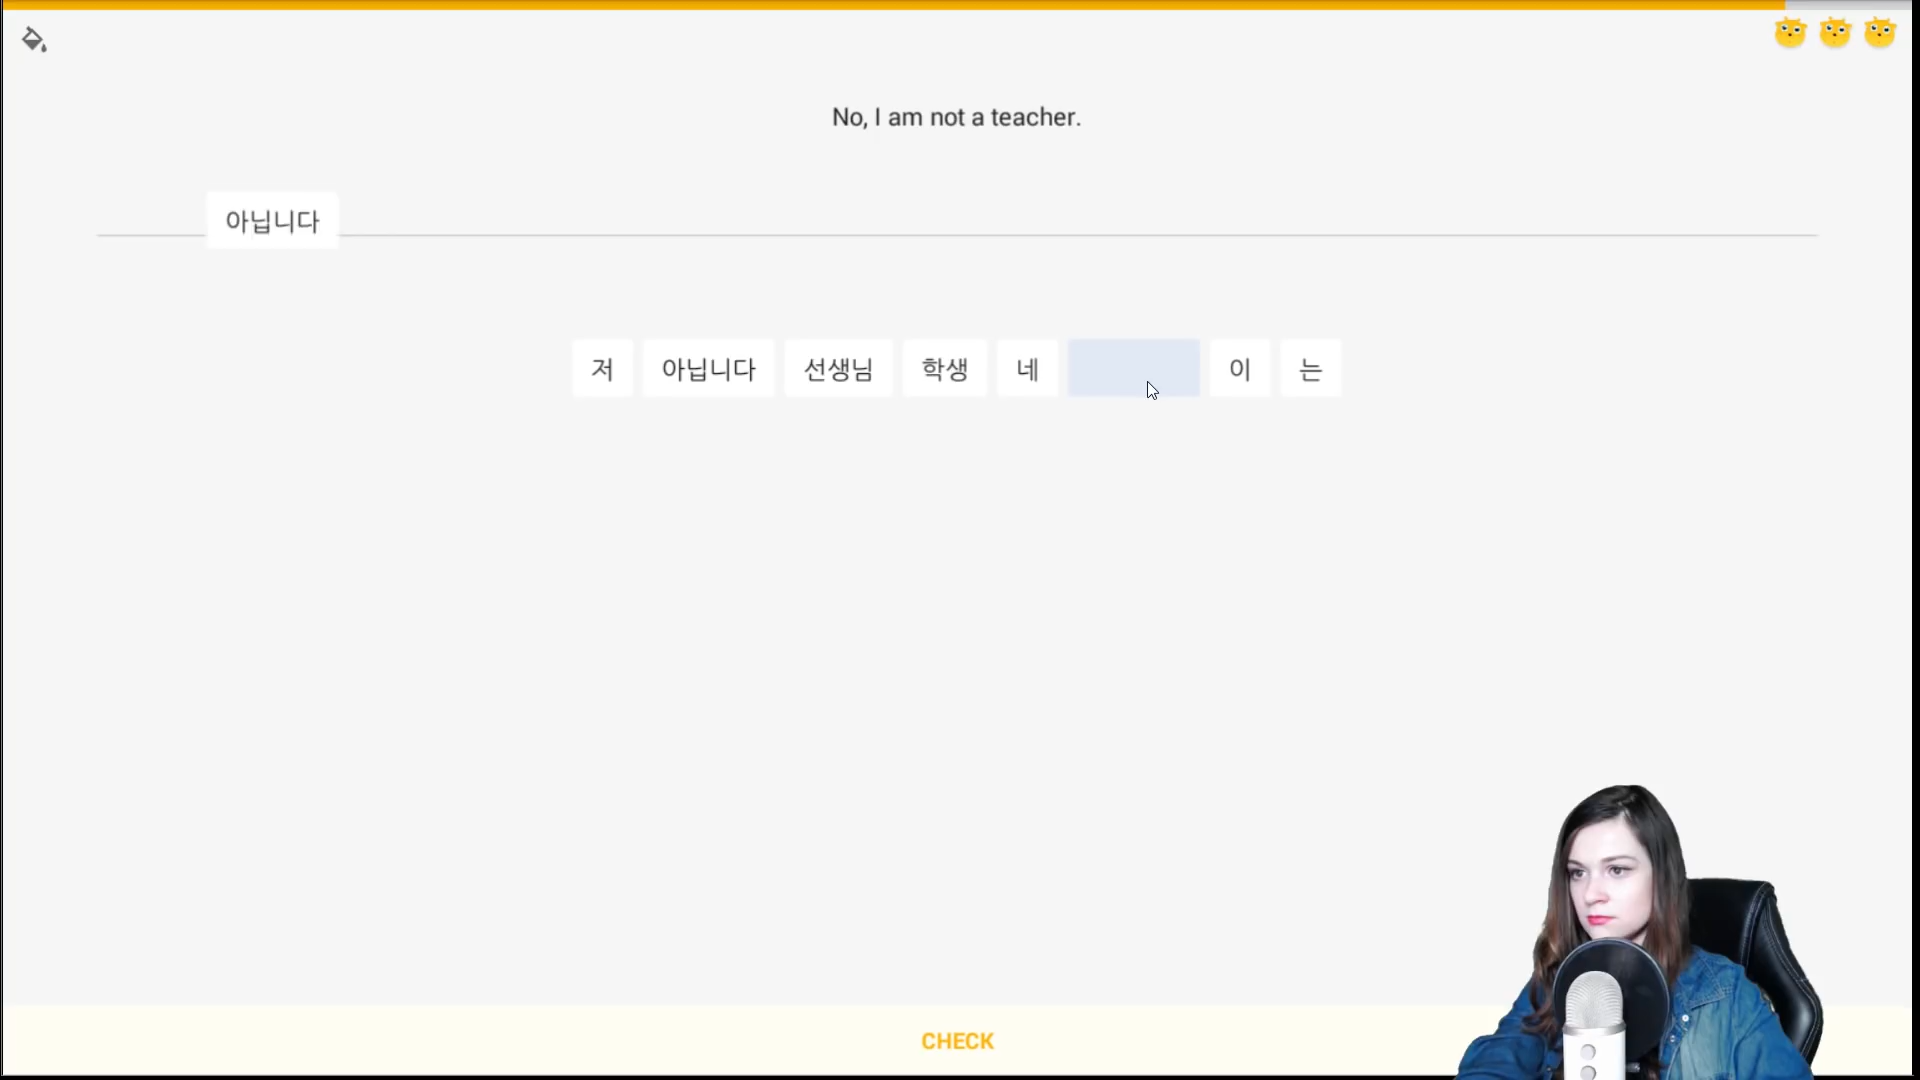 No, I am not a teacher.
아닙니다
저 아닙니다 선생님 학생 네 이 는
CHECK